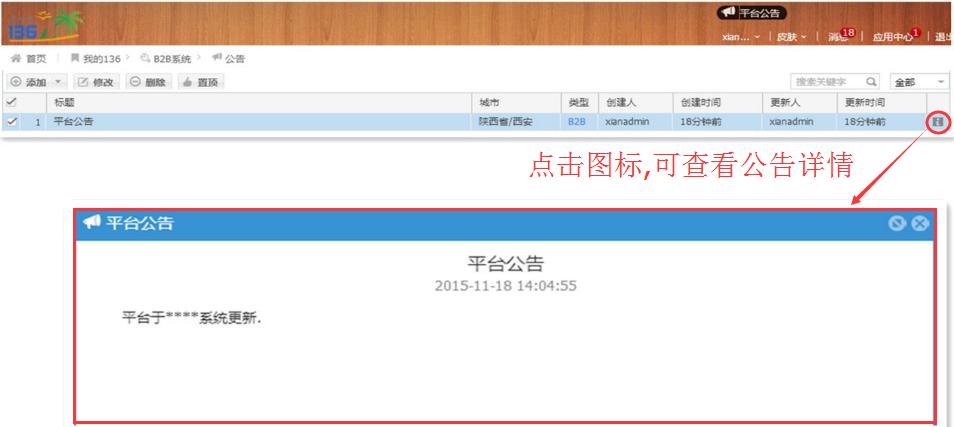 136
平台公告
xian... 皮肤 消息 18 应用中心 1 退出
首页 我的136 B2B系统 公告
添加 修改 删除 置顶 搜索关键字 全部
标题 城市 类型 创建人 创建时间 更新人 更新时间
1 平台公告 陕西省/西安 B2B xianadmin 18分钟前 xianadmin 18分钟前
点击图标,可查看公告详情
平台公告
平台公告
2015-11-18 14:04:55
平台于****系统更新.